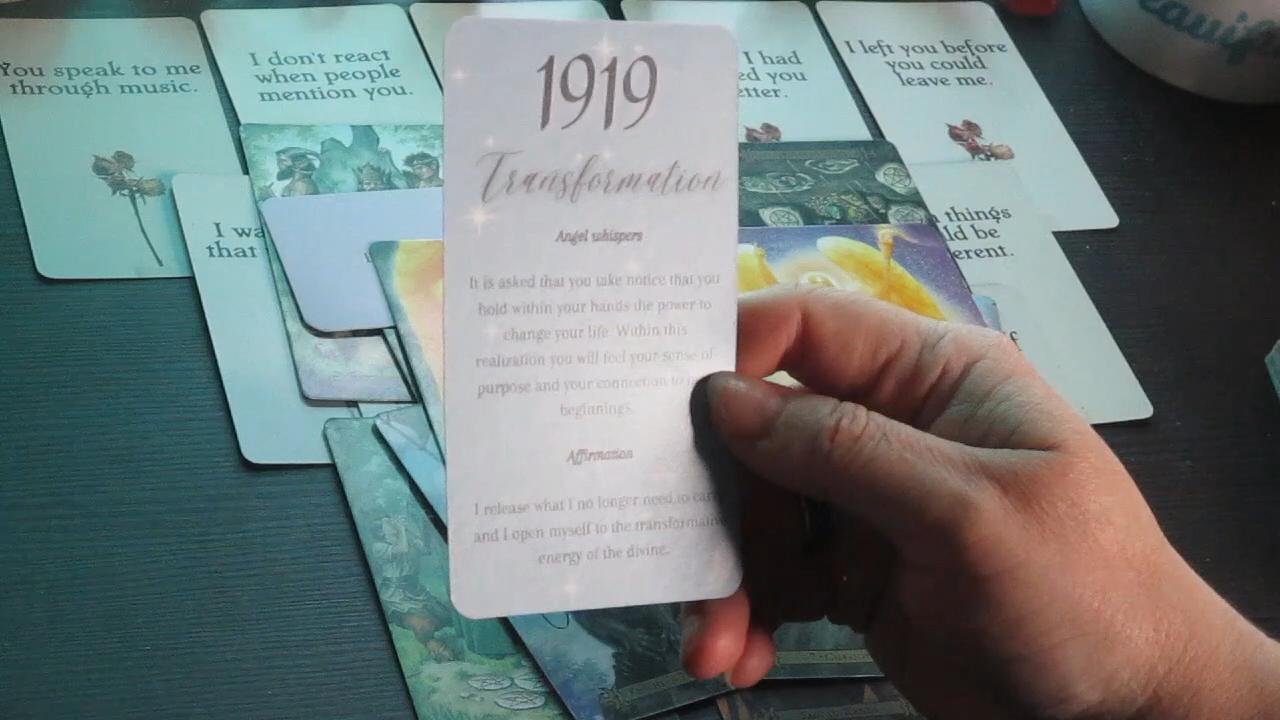 You speak to me
through music.
I don't react
when people
mention you.
I had
ed you
etter.
I left you before
you could
leave me.
I wa
that
things
ld be
erent.
f
1919
Transformation
Angel whispers
It is asked that you take notice that you
hold within your hands the power to
change your life. Within this
realization you will feel your sense of
purpose and your connection to
beginnings.
Affirmation
I release what I no longer need to car
and I open myself to the transformain
energy of the divine.